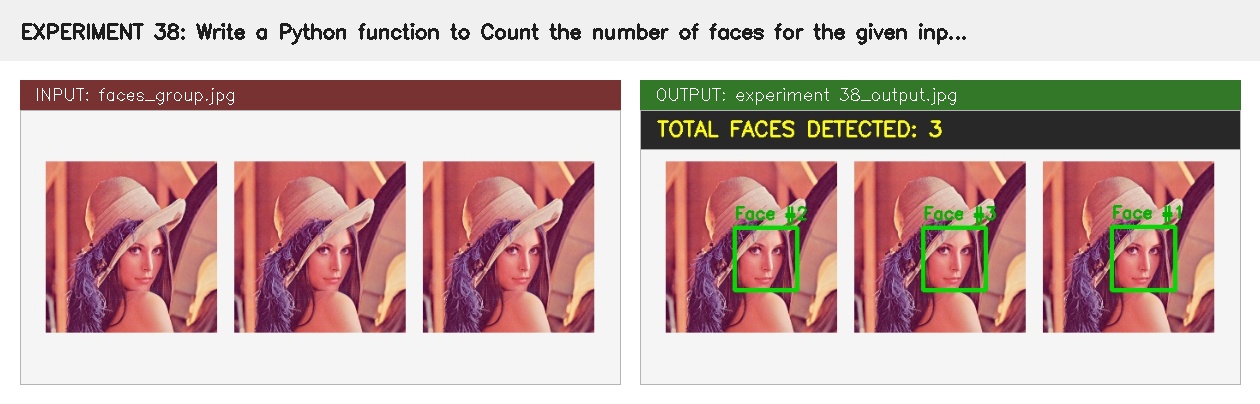 EXPERIMENT 38: Write a Python function to Count the number of faces for the given inp...
INPUT: faces_group.jpg
OUTPUT: experiment 38_output.jpg
TOTAL FACES DETECTED: 3
Face #2
Face #3
Face #1